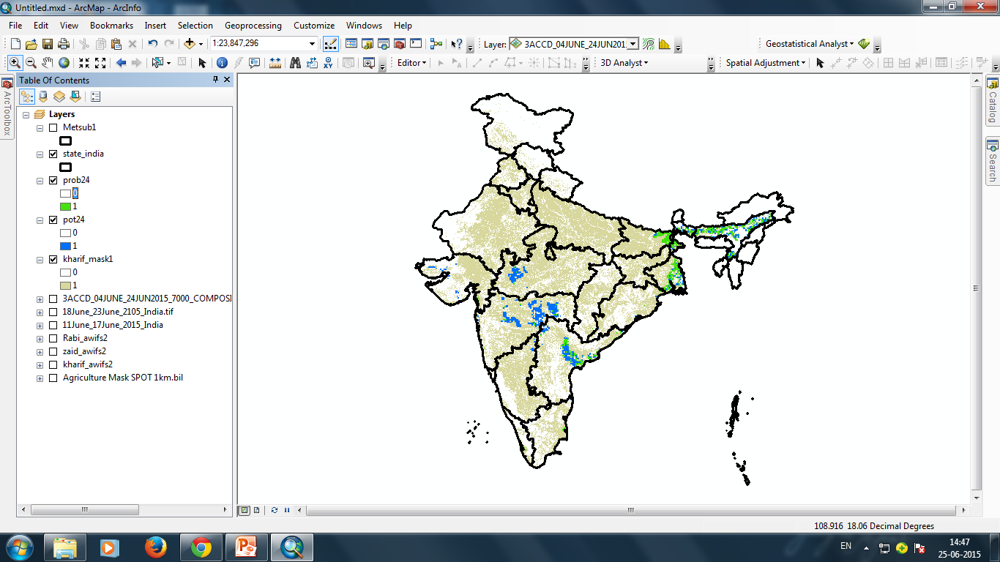 Untitled.mxd - ArcMap - ArcInfo
File Edit View Bookmarks Insert Selection Geoprocessing Customize Windows Help
1:23,847,296 Layer: 3ACCD_04JUNE_24JUN201 Geostatistical Analyst
Editor 3D Analyst Spatial Adjustment
Table Of Contents
ArcToolbox
Layers
Metsub1
state_india
prob24
0
1
pot24
0
1
kharif_mask1
0
1
3ACCD_04JUNE_24JUN2015_7000_COMPOSI
18June_23June_2105_India.tif
11June_17June_2015_India
Rabi_awifs2
zaid_awifs2
kharif_awifs2
Agriculture Mask SPOT 1km.bil
Catalog
Search
108.916 18.06 Decimal Degrees
EN
14:47
25-06-2015